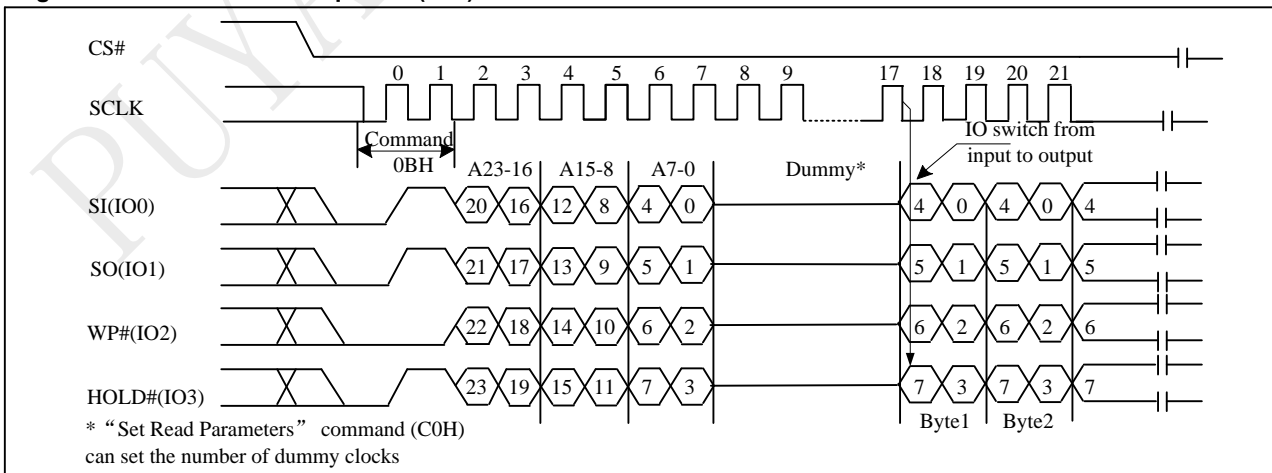 CS#
0 1 2 3 4 5 6 7 8 9 17 18 19 20 21
SCLK
Command
0BH
IO switch from
input to output
A23-16 A15-8 A7-0 Dummy*
SI(IO0) 20 16 12 8 4 0 4 0 4 0 4
SO(IO1) 21 17 13 9 5 1 5 1 5 1 5
WP#(IO2) 22 18 14 10 6 2 6 2 6 2 6
HOLD#(IO3) 23 19 15 11 7 3 7 3 7 3 7
Byte1 Byte2
* “Set Read Parameters” command (C0H)
can set the number of dummy clocks
PUYA